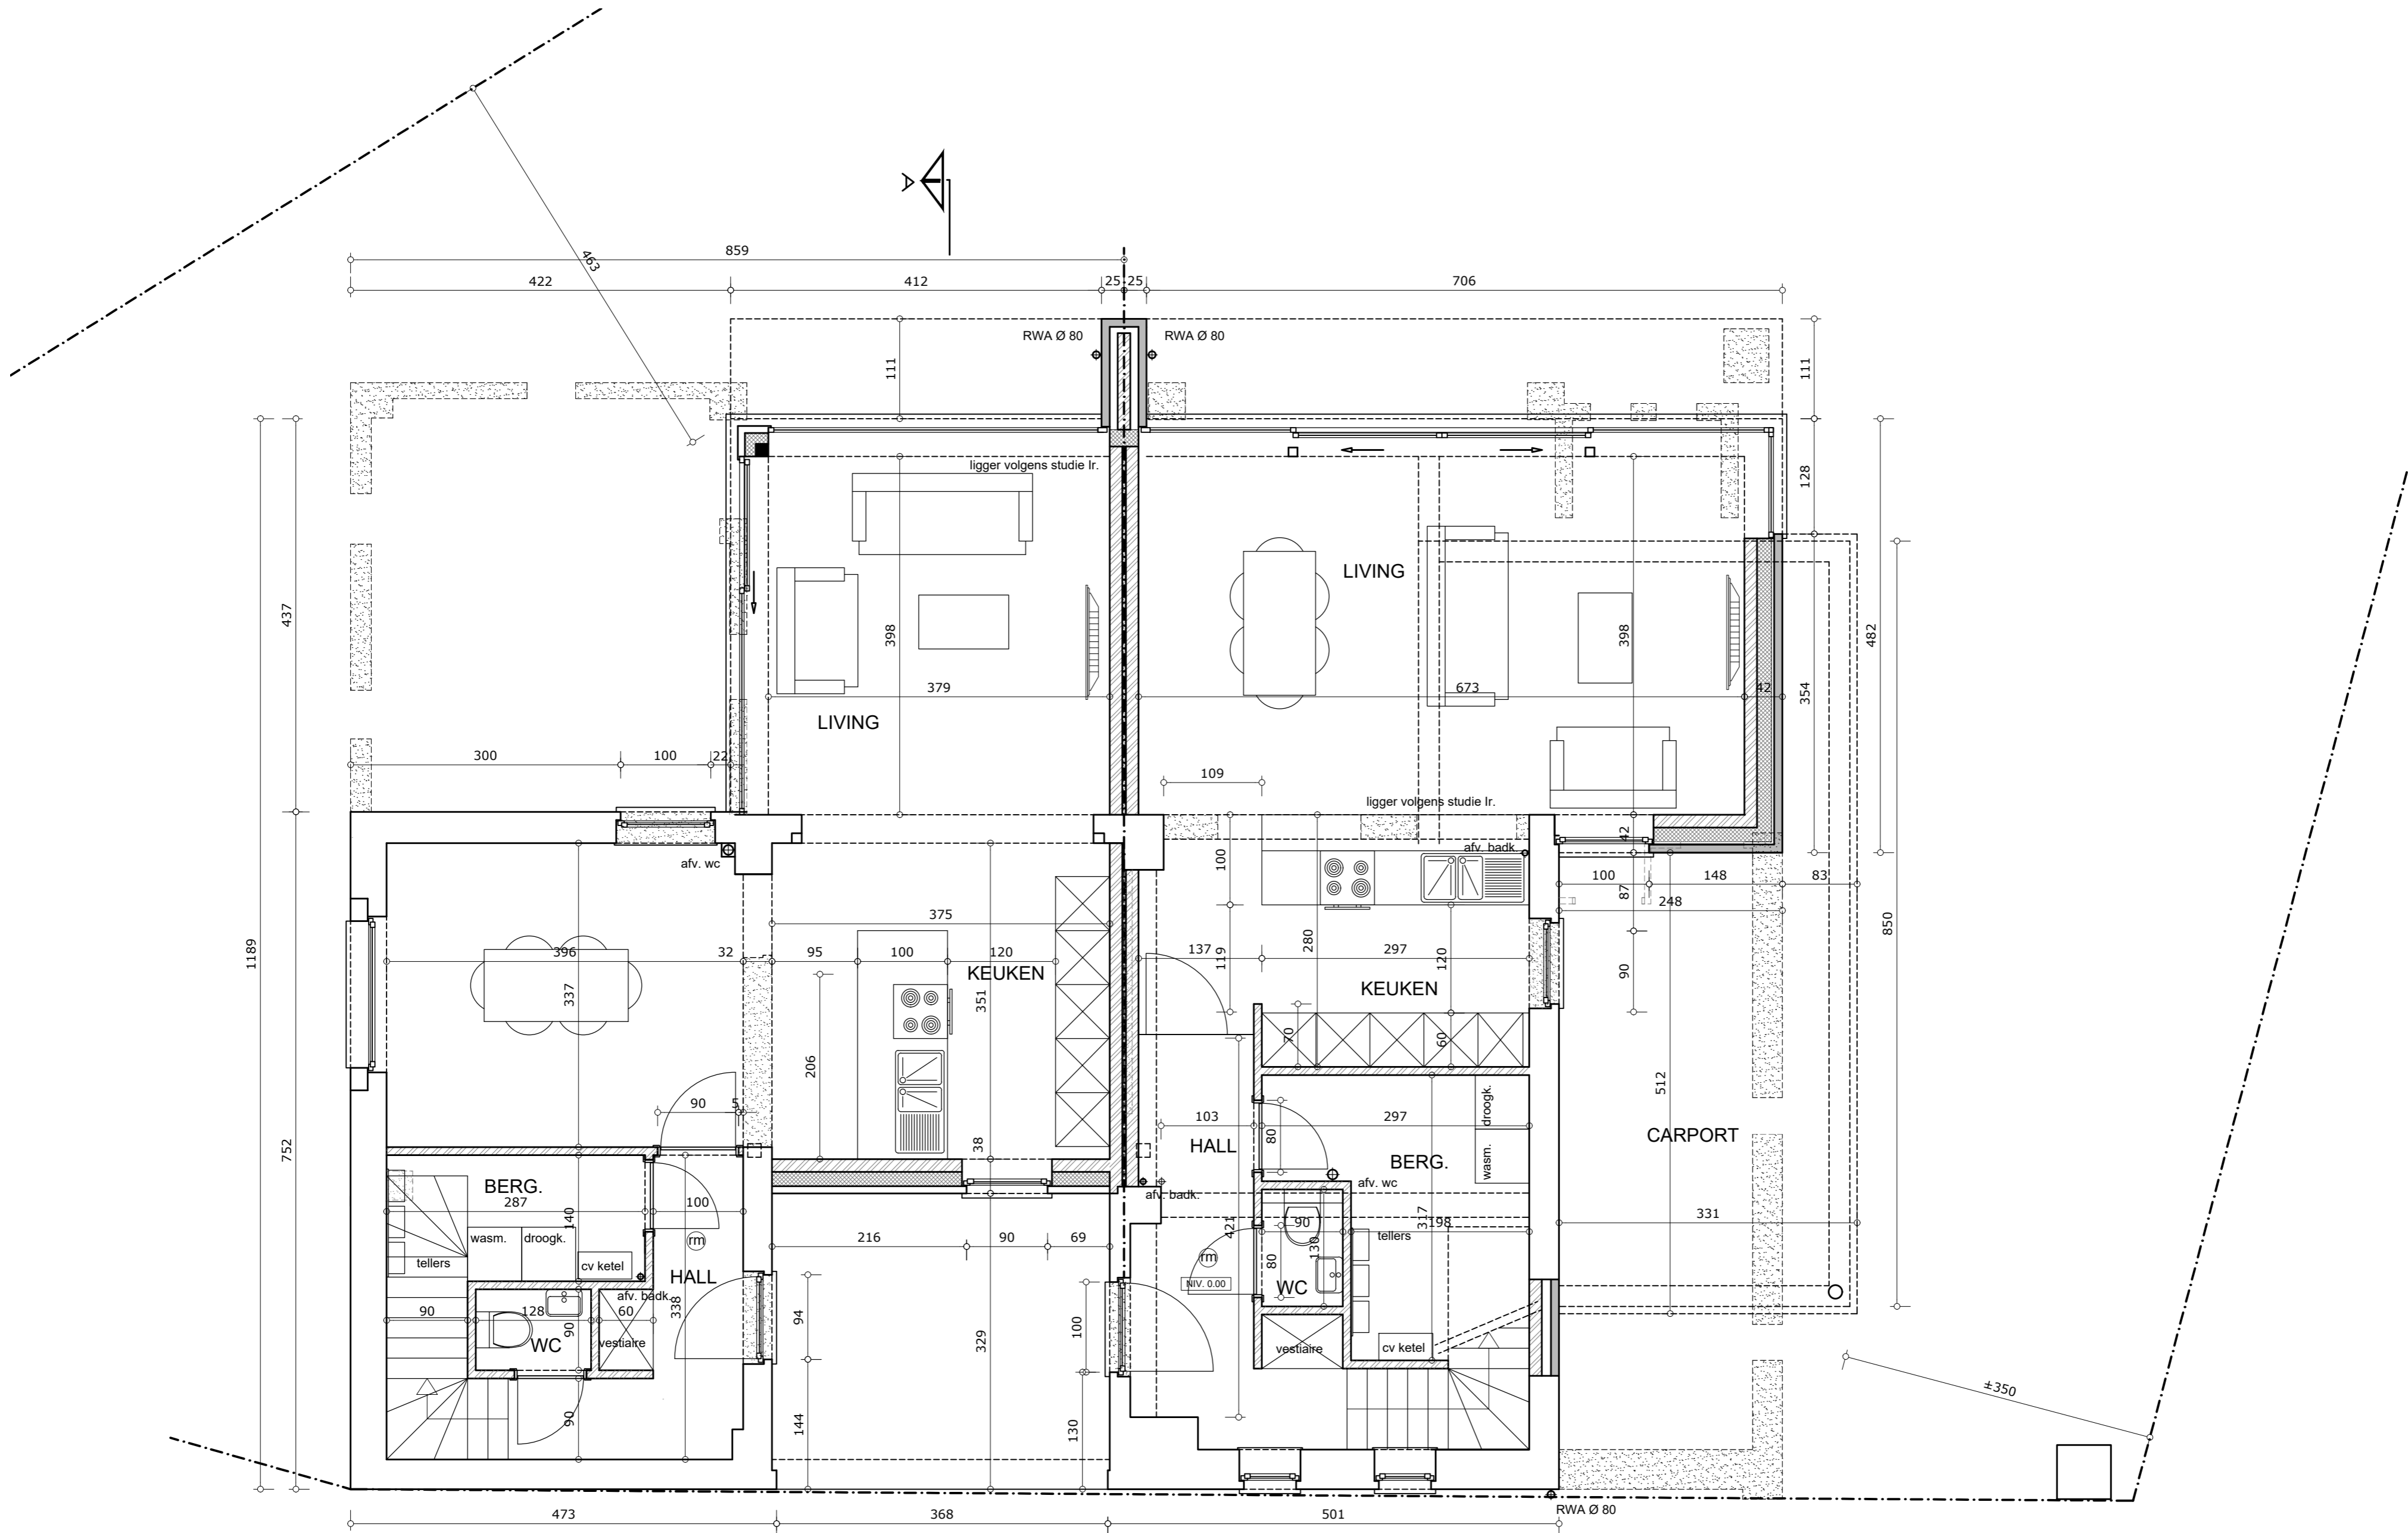 859
463
422
412
25
25
706
RWA Ø 80
RWA Ø 80
111
111
ligger volgens studie Ir.
128
LIVING
437
398
398
482
379
673
42
354
LIVING
300
100
22
109
ligger volgens studie Ir.
42
afv. wc
afv. badk.
100
100
148
83
87
248
375
850
1189
396
32
95
100
120
KEUKEN
137
119
280
297
120
90
337
351
KEUKEN
206
70
60
512
90
5
38
103
297
droogk.
752
HALL
80
CARPORT
BERG.
wasm.
BERG.
287
140
100
afv. wc
afv. badk.
wasm.
droogk.
rm
216
90
69
421
90
317
198
331
tellers
tellers
cv ketel
HALL
rm
80
130
NIV. 0.00
WC
afv. badk.
338
90
128
60
90
94
329
100
WC
vestiaire
vestiaire
cv ketel
±350
90
144
130
473
368
501
RWA Ø 80